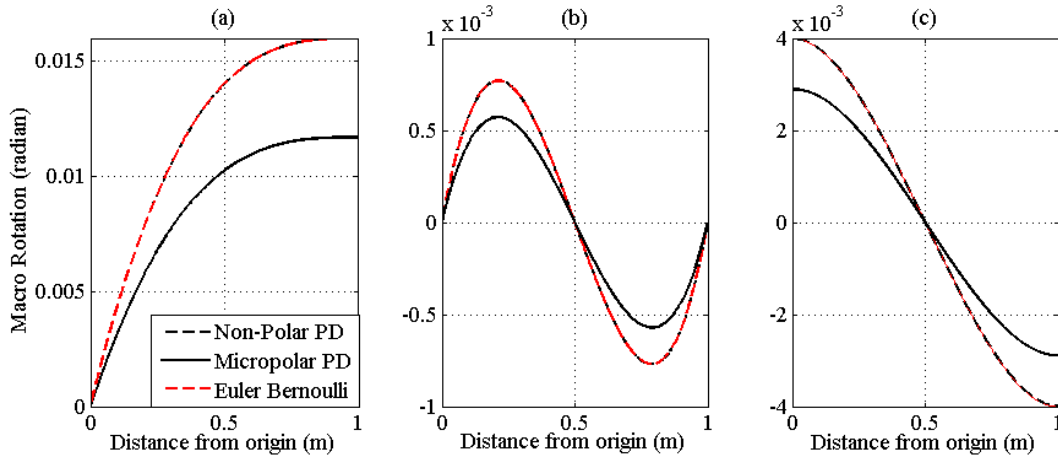 (a)
Macro Rotation (radian)
0.015
0.01
0.005
0
0
0.5
1
Distance from origin (m)
Non-Polar PD
Micropolar PD
Euler Bernoulli
x 10⁻³
(b)
1
0.5
0
-0.5
-1
0
0.5
1
Distance from origin (m)
x 10⁻³
(c)
4
2
0
-2
-4
0
0.5
1
Distance from origin (m)